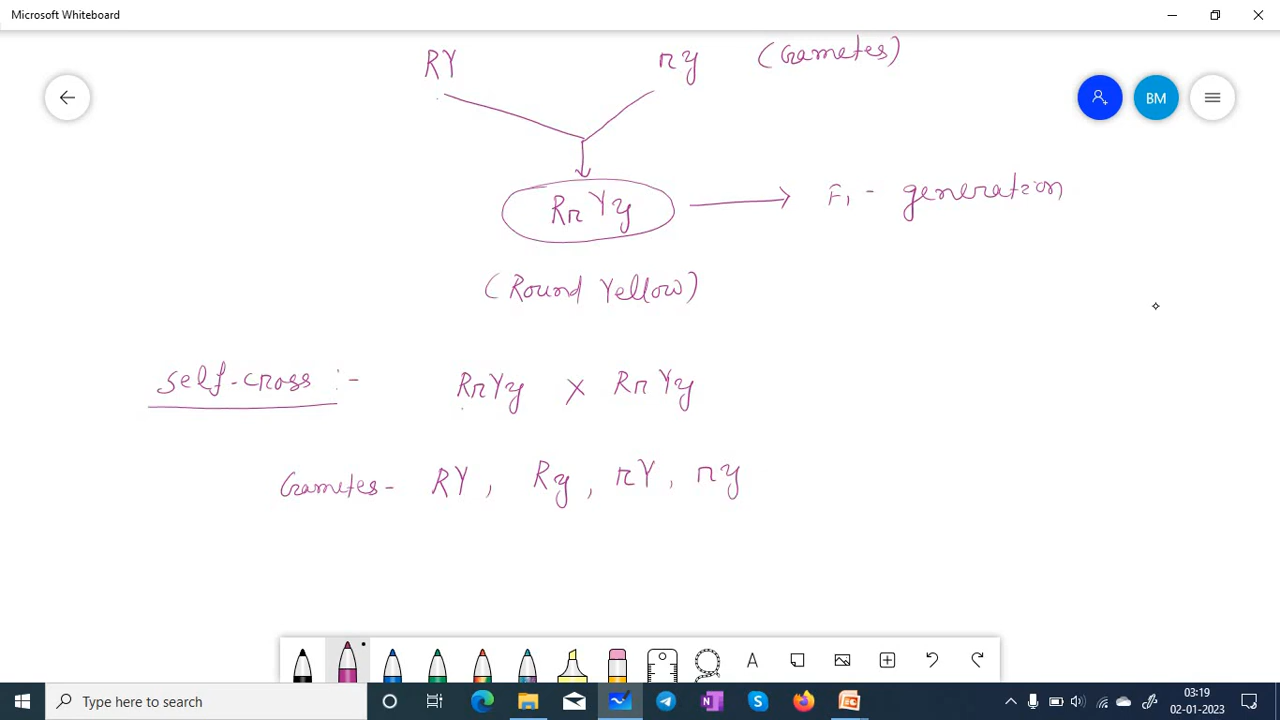 Microsoft Whiteboard
RY ry (Gametes)
BM
RrYy → F1 - generation
(Round Yellow)
self-cross :- RrYy X RrYy
Gametes - RY, Ry, rY, ry
A
Type here to search
03:19
02-01-2023